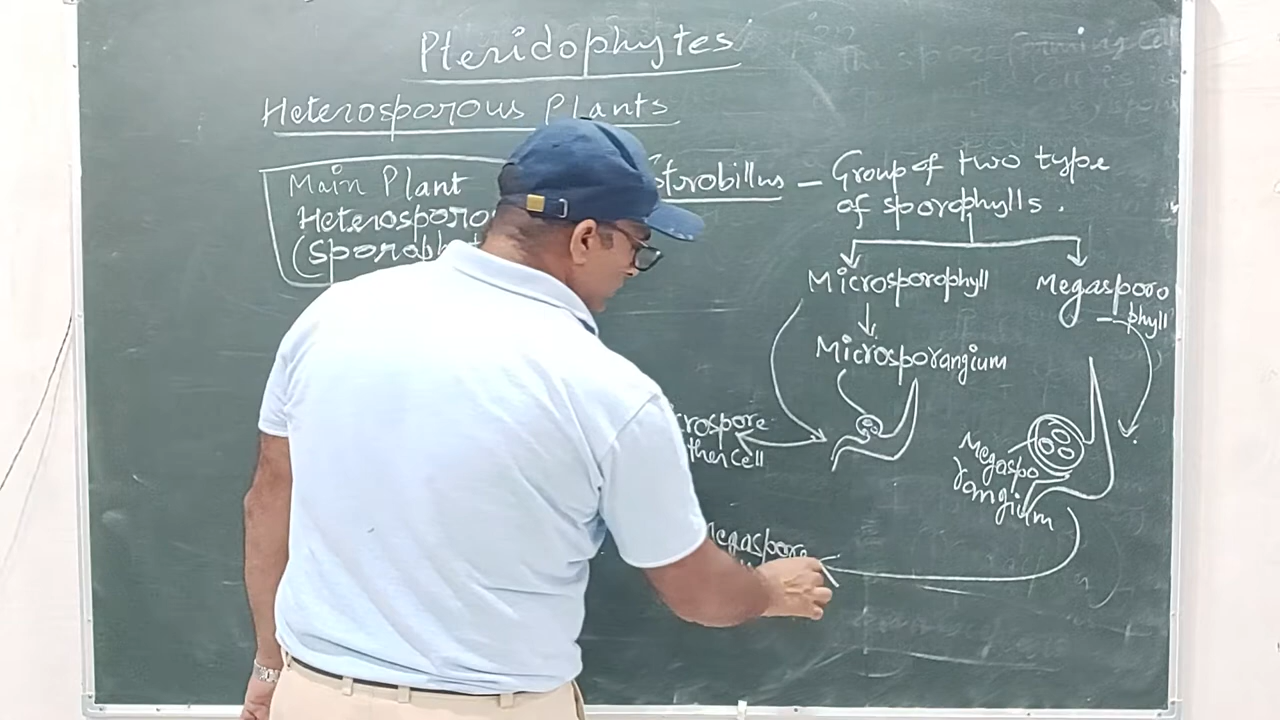 Pteridophytes
Heterosporous Plants
Main Plant
Heterosporo
(sporoph
Strobillus – Group of two type
of sporophylls.
Microsporophyll
Megasporo
phyll
Microsporangium
crospore
ther Cell
Megaspo
rangium
Megaspore